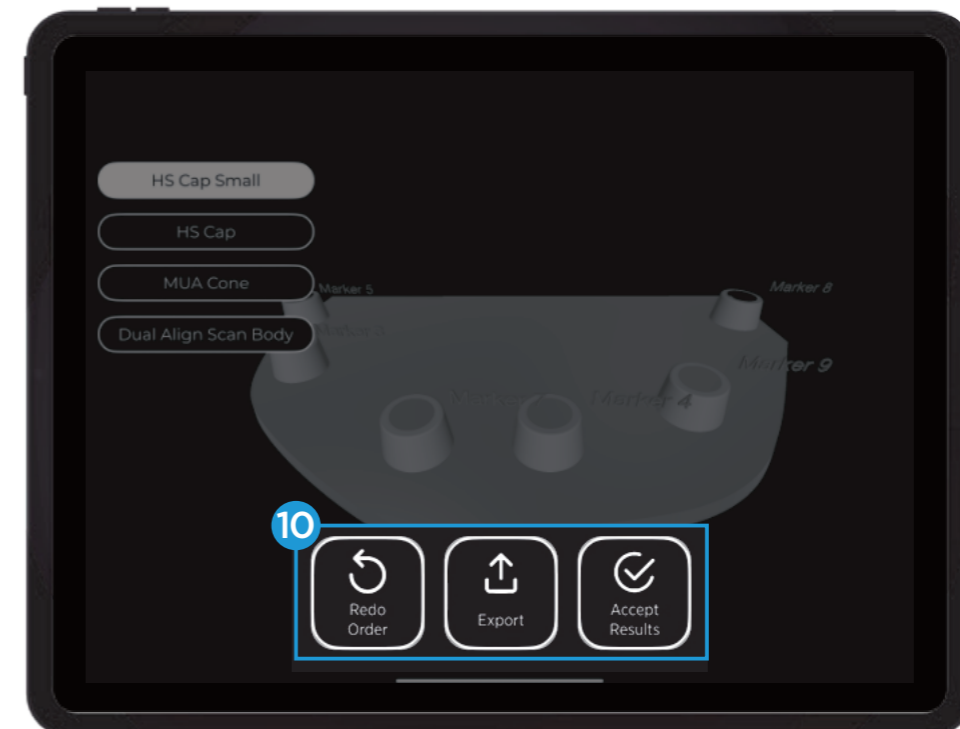 HS Cap Small
HS Cap
MUA Cone
Dual Align Scan Body
Marker 5
Marker 8
Marker 9
Marker
Marker 4
10
Redo
Order
Export
Accept
Results